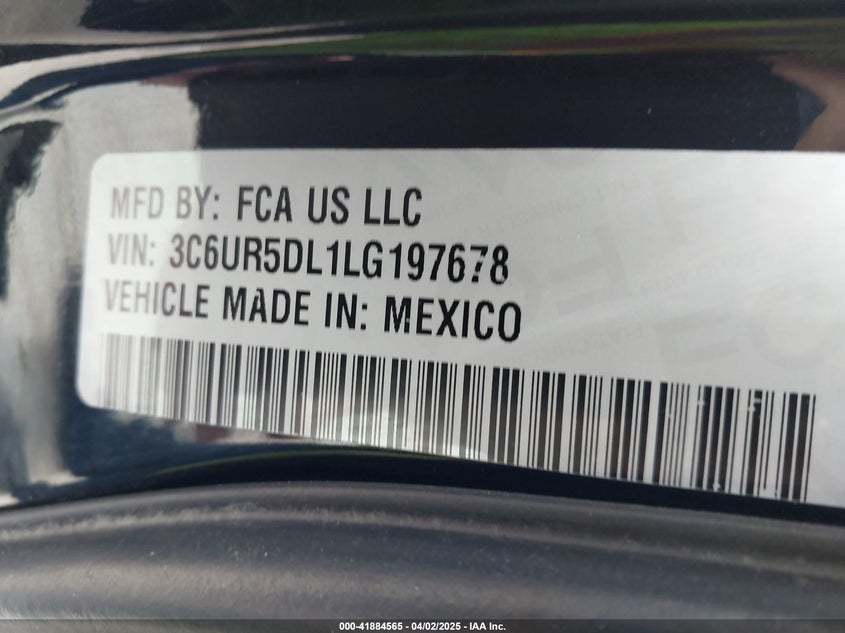 MFD BY: FCA US LLC
VIN: 3C6UR5DL1LG197678
VEHICLE MADE IN: MEXICO
000-41884565 - 04/02/2025 - IAA Inc.